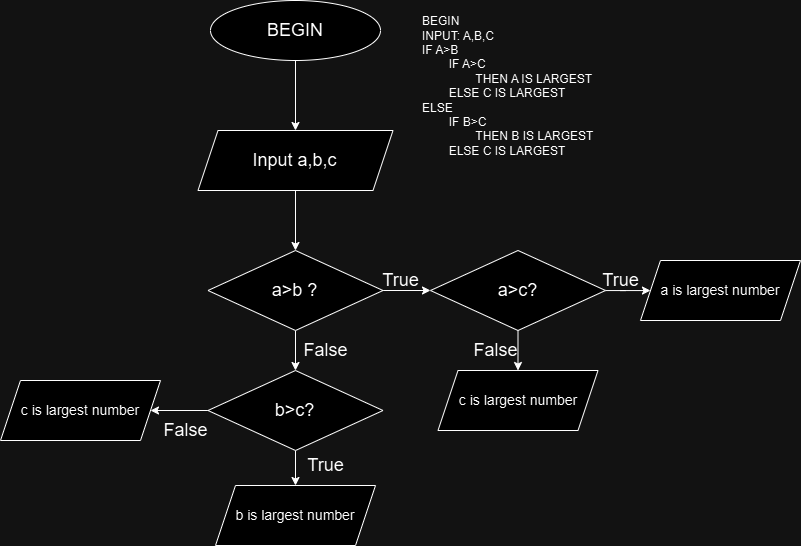 BEGIN
BEGIN
INPUT: A,B,C
IF A>B
IF A>C
THEN A IS LARGEST
ELSE C IS LARGEST
ELSE
IF B>C
THEN B IS LARGEST
ELSE C IS LARGEST
Input a,b,c
a>b ?
True
a>c?
True
a is largest number
False
False
c is largest number
b>c?
c is largest number
False
True
b is largest number